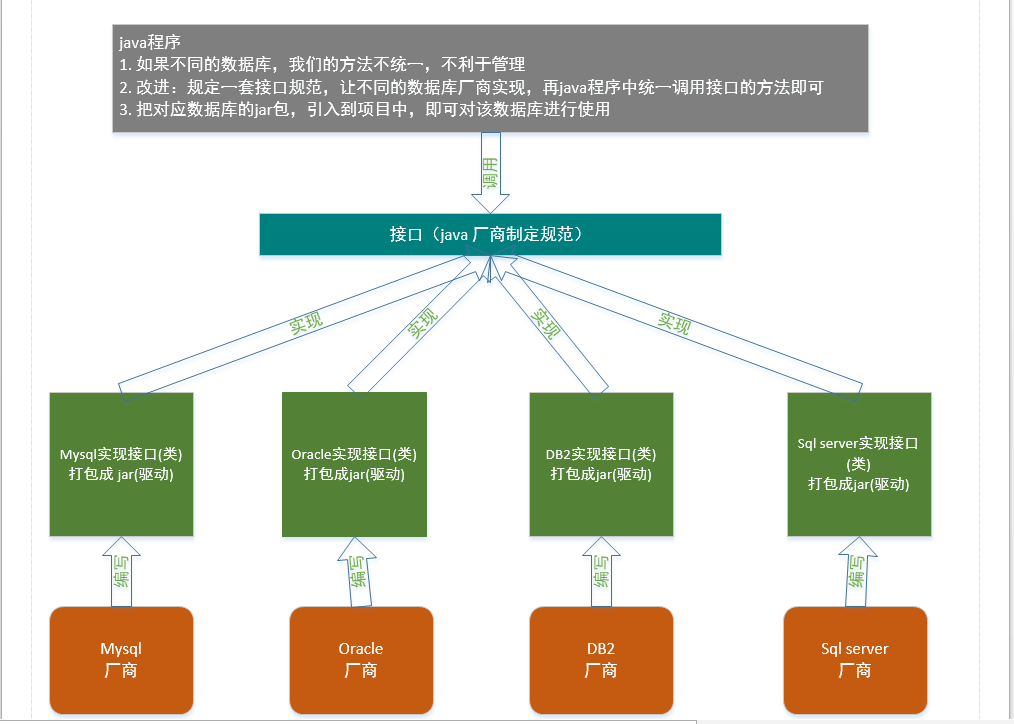 java程序
1. 如果不同的数据库，我们的方法不统一，不利于管理
2. 改进：规定一套接口规范，让不同的数据库厂商实现，再java程序中统一调用接口的方法即可
3. 把对应数据库的jar包，引入到项目中，即可对该数据库进行使用
调用
接口（java 厂商制定规范）
实现
实现
实现
实现
Mysql实现接口(类)
打包成 jar(驱动)
Oracle实现接口(类)
打包成jar(驱动)
DB2实现接口(类)
打包成jar(驱动)
Sql server实现接口
(类)
打包成jar(驱动)
编写
编写
编写
编写
Mysql
厂商
Oracle
厂商
DB2
厂商
Sql server
厂商